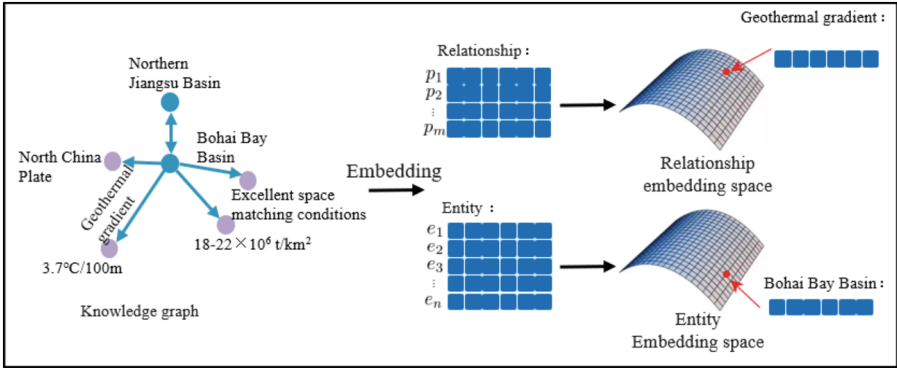 Northern
Jiangsu Basin
Bohai Bay
Basin
North China
Plate
Geothermal
gradient
Excellent space
matching conditions
18-22×10⁶ t/km²
3.7℃/100m
Knowledge graph
Embedding
Relationship :
p₁
p₂
⋮
pₘ
Entity :
e₁
e₂
e₃
⋮
eₙ
Geothermal gradient :
Relationship
embedding space
Bohai Bay Basin :
Entity
Embedding space